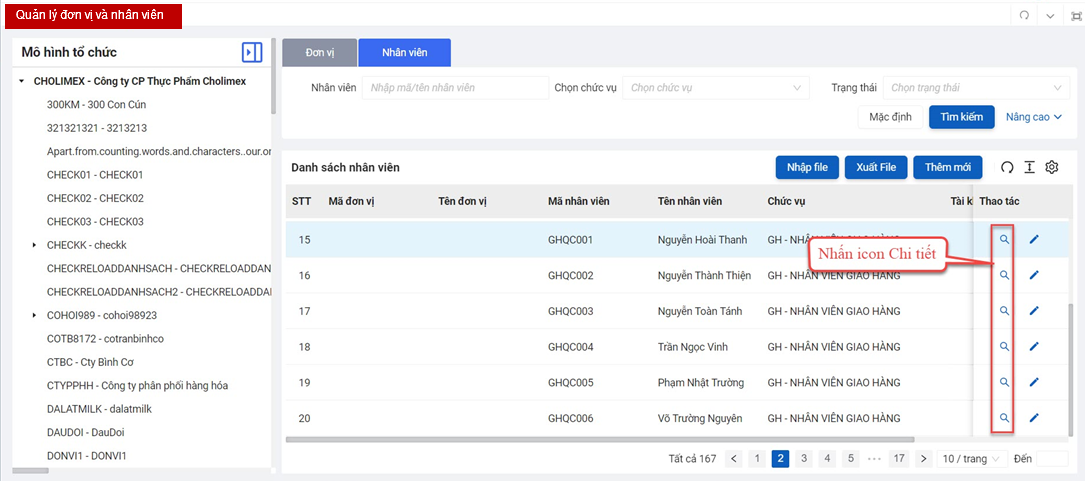 Quản lý đơn vị và nhân viên
Mô hình tổ chức
CHOLIMEX - Công ty CP Thực Phẩm Cholimex
300KM - 300 Con Cún
321321321 - 3213213
Apart.from.counting.words.and.characters..our.on
CHECK01 - CHECK01
CHECK02 - CHECK02
CHECK03 - CHECK03
CHECKK - checkk
CHECKRELOADDANHSACH - CHECKRELOADDAN
CHECKRELOADDANHSACH2 - CHECKRELOADDAN
COHOI989 - cohoi98923
COTB8172 - cotranbinhco
CTBC - Cty Bình Cơ
CTYPPHH - Công ty phân phối hàng hóa
DALATMILK - dalatmilk
DAUDOI - DauDoi
DONVI1 - DONVI1
Đơn vị Nhân viên
Nhân viên Nhập mã/tên nhân viên Chọn chức vụ Chọn chức vụ Trạng thái Chọn trạng thái
Mặc định Tìm kiếm Nâng cao
Danh sách nhân viên Nhập file Xuất File Thêm mới
STT Mã đơn vị Tên đơn vị Mã nhân viên Tên nhân viên Chức vụ Tài k Thao tác
15 GHQC001 Nguyễn Hoài Thanh GH - NHÂN VIÊN GIAO HÀNG
Nhấn icon Chi tiết
16 GHQC002 Nguyễn Thành Thiện GH - NHÂN VIÊN GIAO HÀNG
17 GHQC003 Nguyễn Toàn Tánh GH - NHÂN VIÊN GIAO HÀNG
18 GHQC004 Trần Ngọc Vinh GH - NHÂN VIÊN GIAO HÀNG
19 GHQC005 Phạm Nhật Trường GH - NHÂN VIÊN GIAO HÀNG
20 GHQC006 Võ Trường Nguyên GH - NHÂN VIÊN GIAO HÀNG
Tất cả 167 < 1 2 3 4 5 ••• 17 > 10 / trang Đến